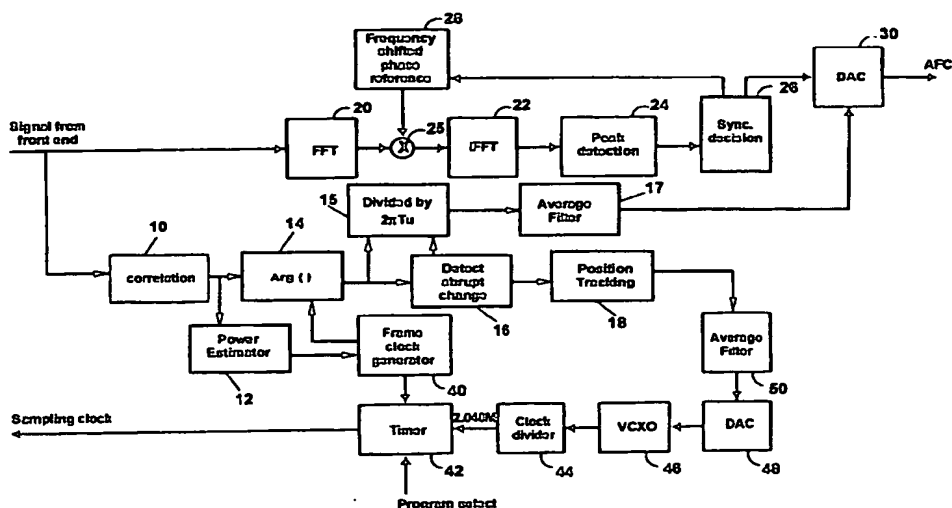 28
Frequency
shifted
phase
reference
30
DAC
AFC
Signal from
front end
20
FFT
25
22
IFFT
24
Peak
detection
26
Sync.
decision
15
Divided by
2πTu
17
Average
Filter
10
correlation
14
Arg ( )
Detect
abrupt
change
16
Position
Tracking
18
Power
Estimator
12
Frame
clock
generator
40
Average
Filter
50
Sampling clock
Timer
42
2.048M
Clock
divider
44
VCXO
46
DAC
48
Program select